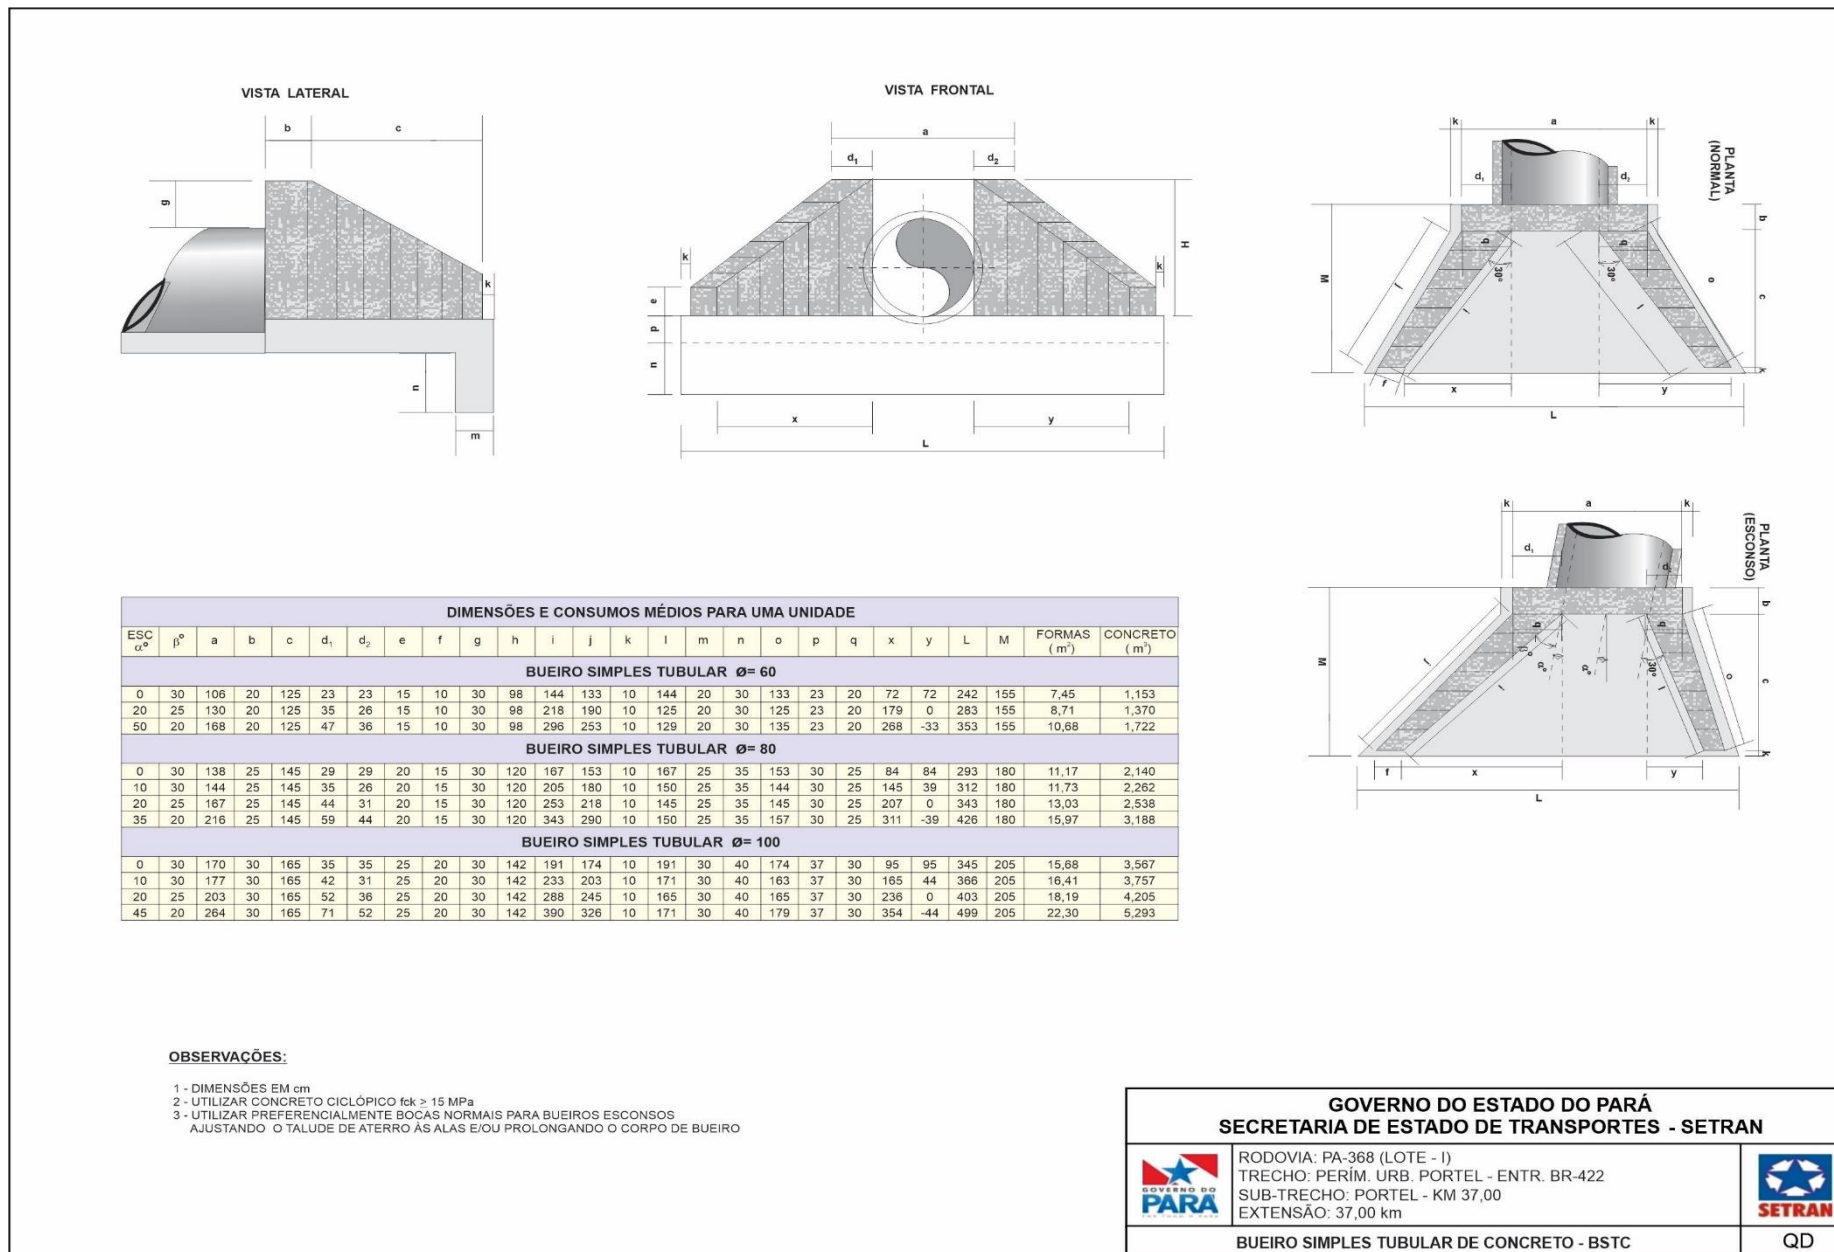 VISTA LATERAL
b
c
g
k
n
m
VISTA FRONTAL
a
d₁
d₂
H
k
k
e
p
n
x
y
L
PLANTA
(NORMAL)
k
a
k
d₁
d₂
b
b
b
30°
30°
M
j
l
l
o
c
k
f
x
y
L
PLANTA
(ESCONSO)
k
a
k
d₁
d₂
b
b
b
β°
α°
α°
30°
M
l
l
o
c
k
f
x
y
L
DIMENSÕES E CONSUMOS MÉDIOS PARA UMA UNIDADE
ESC α° β° a b c d₁ d₂ e f g h i j k l m n o p q x y L M FORMAS (m²) CONCRETO (m³)
BUEIRO SIMPLES TUBULAR Ø= 60
0 30 106 20 125 23 23 15 10 30 98 144 133 10 144 20 30 133 23 20 72 72 242 155 7,45 1,153
20 25 130 20 125 35 26 15 10 30 98 218 190 10 125 20 30 125 23 20 179 0 283 155 8,71 1,370
50 20 168 20 125 47 36 15 10 30 98 296 253 10 129 20 30 135 23 20 268 -33 353 155 10,68 1,722
BUEIRO SIMPLES TUBULAR Ø= 80
0 30 138 25 145 29 29 20 15 30 120 167 153 10 167 25 35 153 30 25 84 84 293 180 11,17 2,140
10 30 144 25 145 35 26 20 15 30 120 205 180 10 150 25 35 144 30 25 145 39 312 180 11,73 2,262
20 25 167 25 145 44 31 20 15 30 120 253 218 10 145 25 35 145 30 25 207 0 343 180 13,03 2,538
35 20 216 25 145 59 44 20 15 30 120 343 290 10 150 25 35 157 30 25 311 -39 426 180 15,97 3,188
BUEIRO SIMPLES TUBULAR Ø= 100
0 30 170 30 165 35 35 25 20 30 142 191 174 10 191 30 40 174 37 30 95 95 345 205 15,68 3,567
10 30 177 30 165 42 31 25 20 30 142 233 203 10 171 30 40 163 37 30 165 44 366 205 16,41 3,757
20 25 203 30 165 52 36 25 20 30 142 288 245 10 165 30 40 165 37 30 236 0 403 205 18,19 4,205
45 20 264 30 165 71 52 25 20 30 142 390 326 10 171 30 40 179 37 30 354 -44 499 205 22,30 5,293
OBSERVAÇÕES:
1 - DIMENSÕES EM cm
2 - UTILIZAR CONCRETO CICLÓPICO fck ≥ 15 MPa
3 - UTILIZAR PREFERENCIALMENTE BOCAS NORMAIS PARA BUEIROS ESCONSOS
AJUSTANDO O TALUDE DE ATERRO ÀS ALAS E/OU PROLONGANDO O CORPO DE BUEIRO
GOVERNO DO ESTADO DO PARÁ
SECRETARIA DE ESTADO DE TRANSPORTES - SETRAN
GOVERNO DO
PARÁ
RODOVIA: PA-368 (LOTE - I)
TRECHO: PERÍM. URB. PORTEL - ENTR. BR-422
SUB-TRECHO: PORTEL - KM 37,00
EXTENSÃO: 37,00 km
SETRAN
BUEIRO SIMPLES TUBULAR DE CONCRETO - BSTC
QD